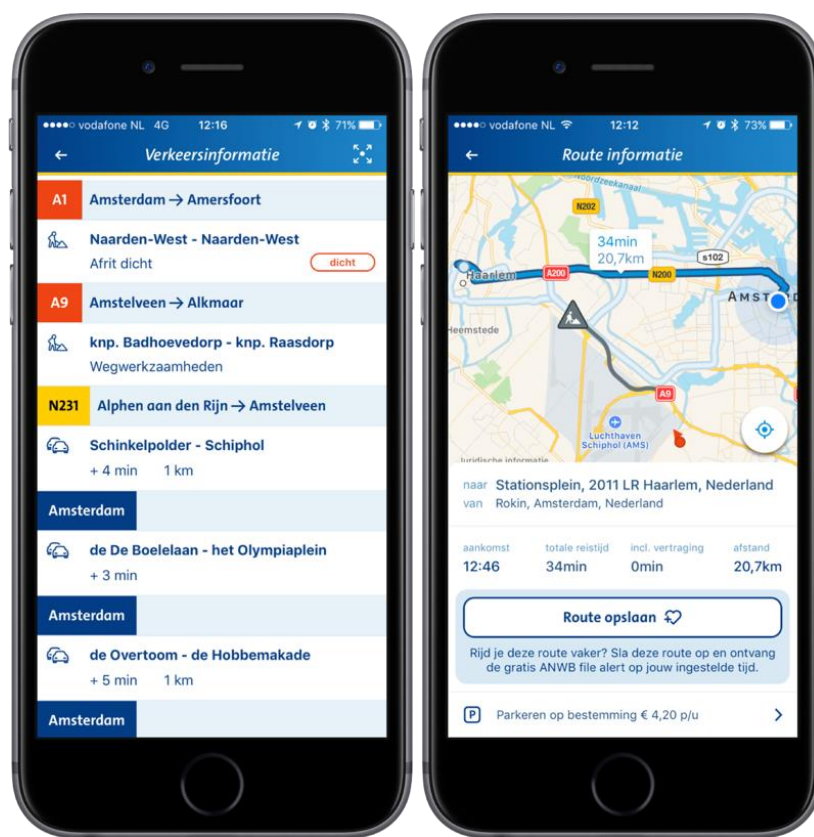 vodafone NL 4G 12:16 71%
Verkeersinformatie
A1 Amsterdam → Amersfoort
Naarden-West - Naarden-West
Afrit dicht dicht
A9 Amstelveen → Alkmaar
knp. Badhoevedorp - knp. Raasdorp
Wegwerkzaamheden
N231 Alphen aan den Rijn → Amstelveen
Schinkelpolder - Schiphol
+ 4 min 1 km
Amsterdam
de De Boelelaan - het Olympiaplein
+ 3 min
Amsterdam
de Overtoom - de Hobbemakade
+ 5 min 1 km
Amsterdam
vodafone NL 12:12 73%
Route informatie
Noordzeekanaal
N202
34min
20,7km
s102
Haarlem
A200
N200
AMSTERD
Heemstede
A9
Luchthaven
Schiphol (AMS)
Juridische informatie
naar Stationsplein, 2011 LR Haarlem, Nederland
van Rokin, Amsterdam, Nederland
aankomst totale reistijd incl. vertraging afstand
12:46 34min 0min 20,7km
Route opslaan
Rijd je deze route vaker? Sla deze route op en ontvang
de gratis ANWB file alert op jouw ingestelde tijd.
P Parkeren op bestemming € 4,20 p/u